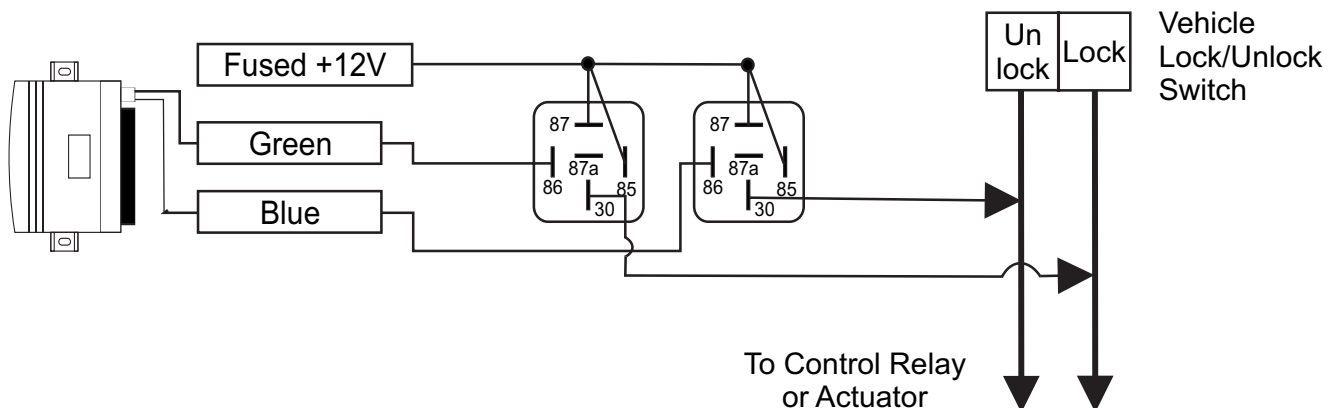 Fused +12V
Green
Blue
87
87a
86
85
30
87
87a
86
85
30
Un
lock
Lock
Vehicle
Lock/Unlock
Switch
To Control Relay
or Actuator